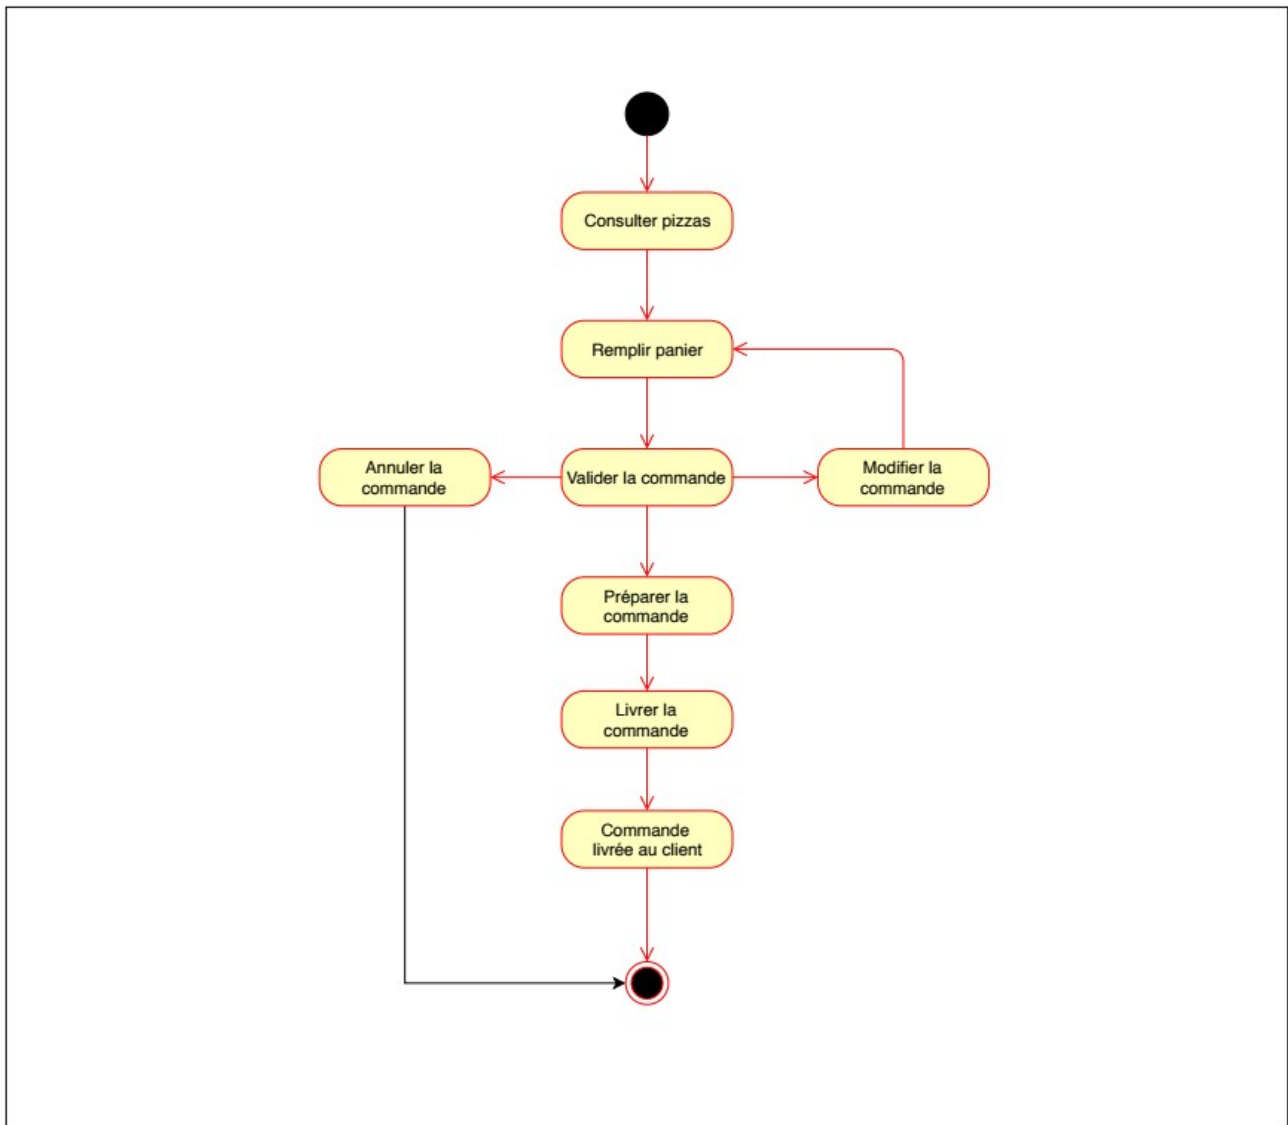 Consulter pizzas
Remplir panier
Annuler la
commande
Valider la commande
Modifier la
commande
Préparer la
commande
Livrer la
commande
Commande
livrée au client